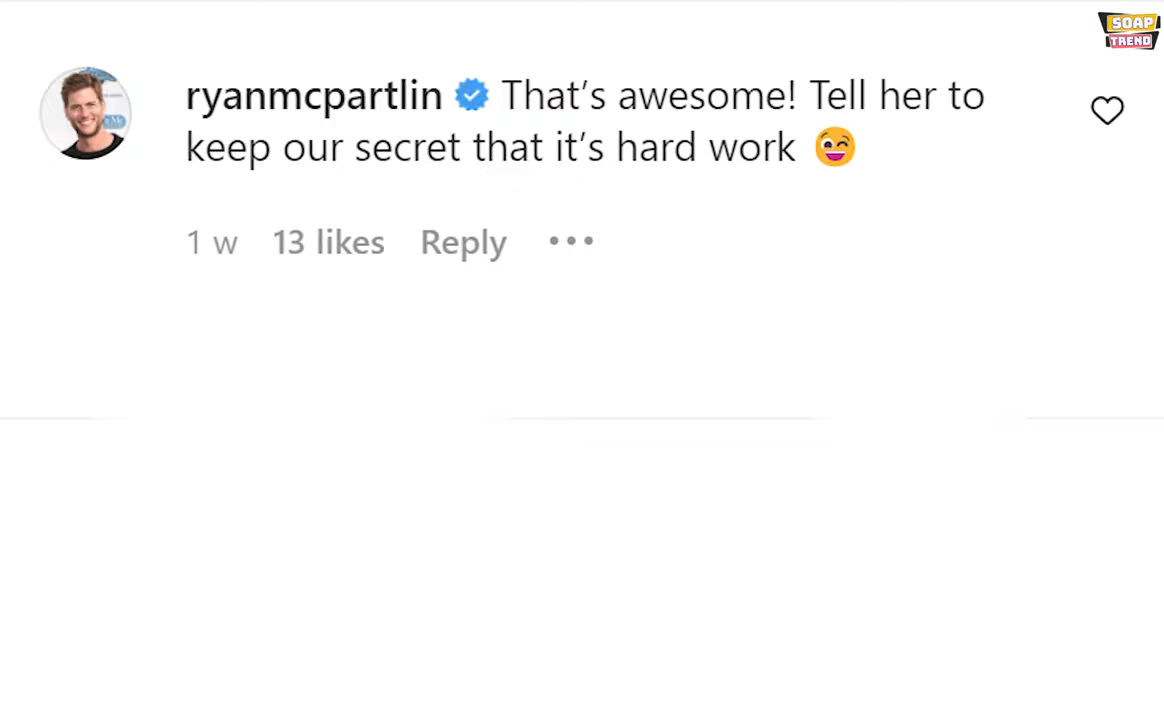 SOAP
TREND
ryanmcpartlin That’s awesome! Tell her to
keep our secret that it’s hard work 😜
1 w 13 likes Reply •••